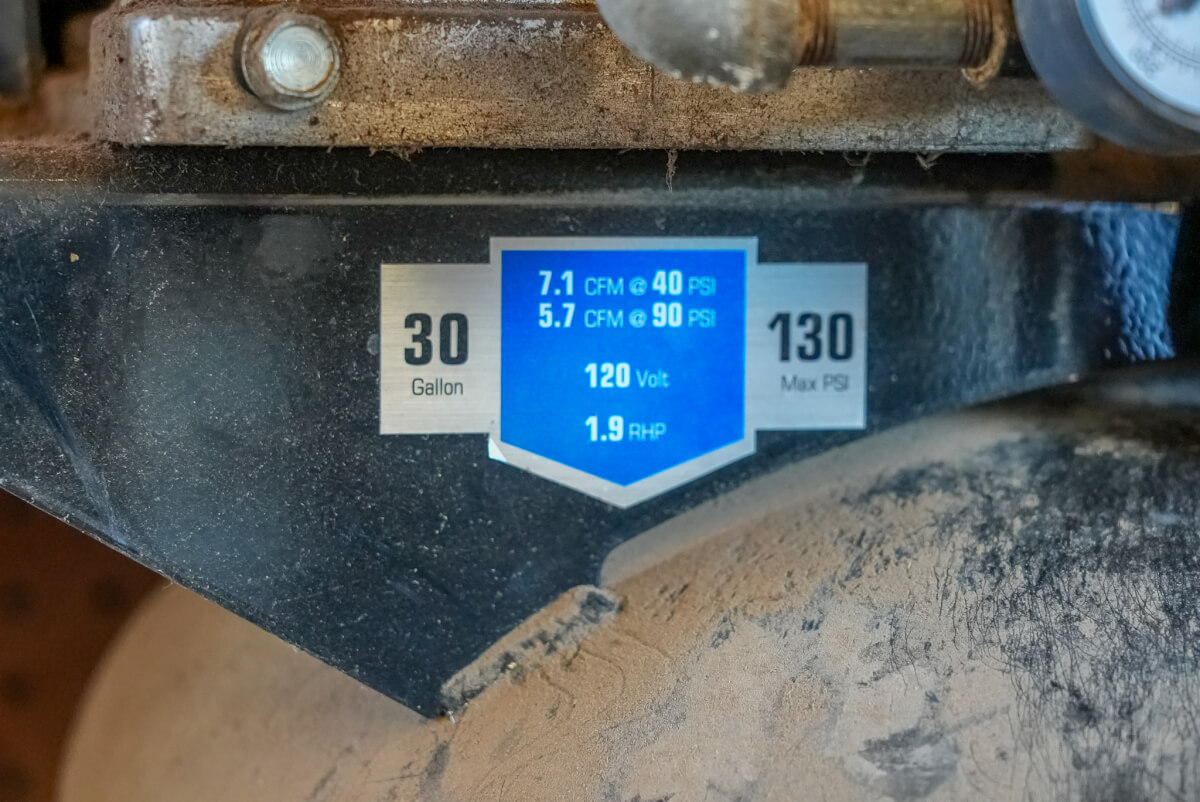 30
Gallon
7.1 CFM @ 40 PSI
5.7 CFM @ 90 PSI
120 Volt
1.9 RHP
130
Max PSI